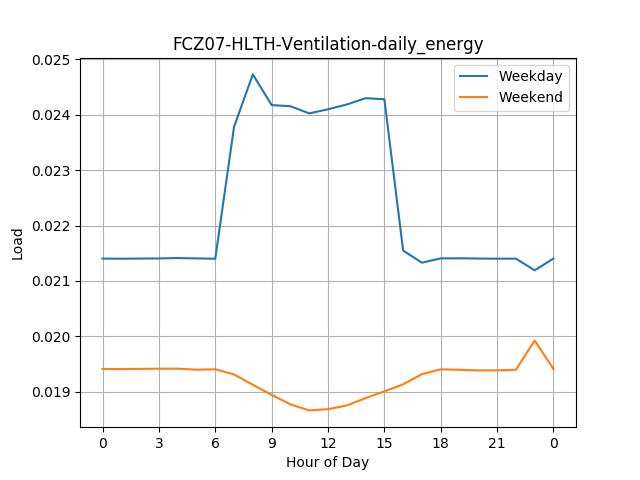 FCZ07-HLTH-Ventilation-daily_energy
0.025
0.024
0.023
0.022
0.021
0.020
0.019
Load
Weekday
Weekend
0 3 6 9 12 15 18 21 0
Hour of Day